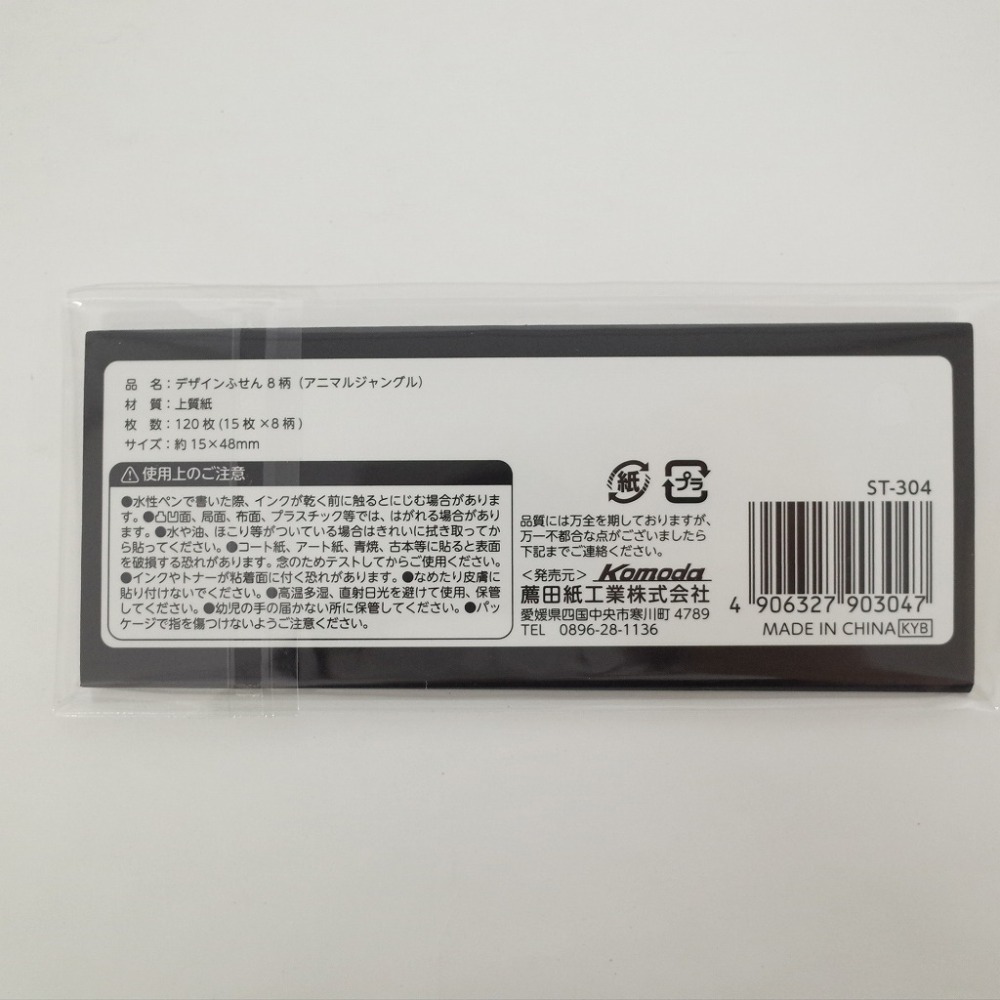 品　名：デザインふせん 8 柄（アニマルジャングル）
材　質：上質紙
枚　数：120 枚 (15 枚 ×8 柄 )
サイズ：約 15×48mm
使用上のご注意
●水性ペンで書いた際、インクが乾く前に触るとにじむ場合がありま
す。●凸凹面、局面、布面、プラスチック等では、はがれる場合があり
ます。●水や油、ほこり等がついている場合はきれいに拭き取ってか
ら貼ってください。●コート紙、アート紙、青焼、古本等に貼ると表面
を破損する恐れがあります。念のためテストしてからご使用ください。
●インクやトナーが粘着面に付く恐れがあります。●なめたり皮膚に
貼り付けないでください。●高温多湿、直射日光を避けて使用、保管
してください。●幼児の手の届かない所に保管してください。●パッ
ケージで指を傷つけないようご注意ください。
紙
プラ
品質には万全を期しておりますが、
万一不都合な点がございましたら
下記までご連絡ください。
＜発売元＞ Komoda
薦田紙工業株式会社
愛媛県四国中央市寒川町 4789
TEL　0896-28-1136
ST-304
4 906327 903047
MADE IN CHINA KYB